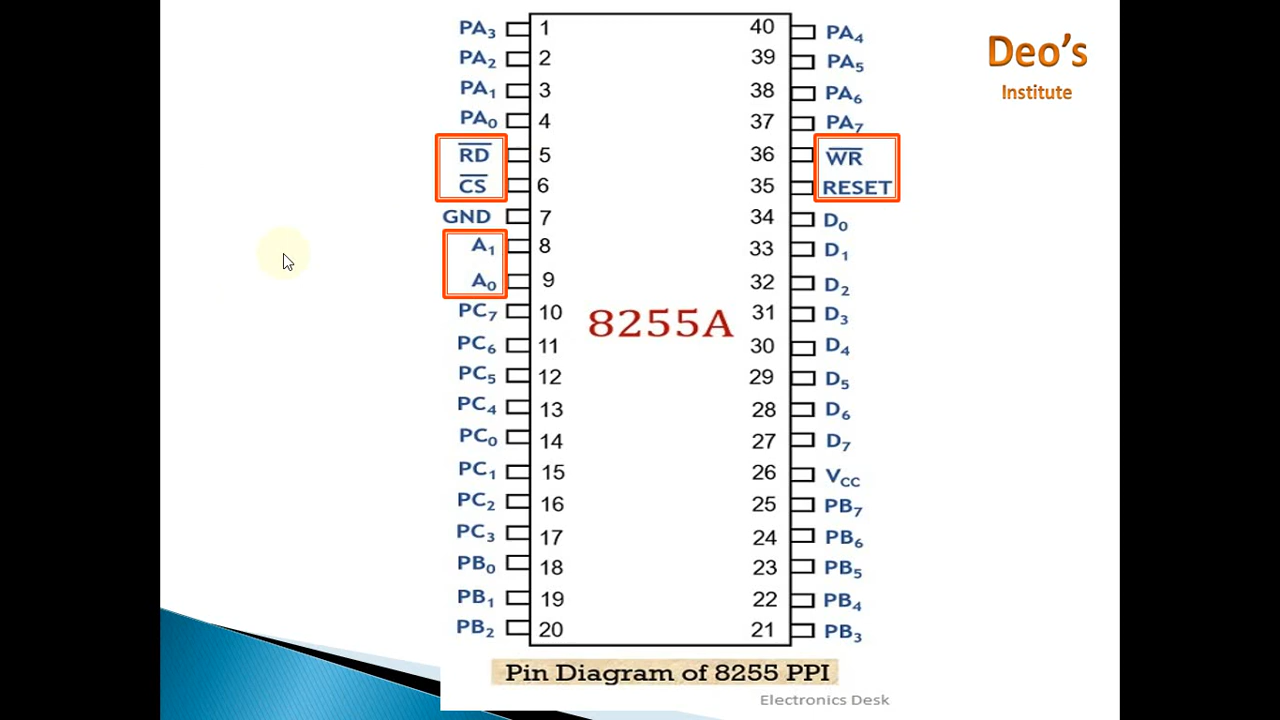 PA3 1 40 PA4
PA2 2 39 PA5
PA1 3 38 PA6
PA0 4 37 PA7
R̅D̅ 5 36 W̅R̅
C̅S̅ 6 35 RESET
GND 7 34 D0
A1 8 33 D1
A0 9 32 D2
PC7 10 31 D3
PC6 11 30 D4
PC5 12 29 D5
PC4 13 28 D6
PC0 14 27 D7
PC1 15 26 VCC
PC2 16 25 PB7
PC3 17 24 PB6
PB0 18 23 PB5
PB1 19 22 PB4
PB2 20 21 PB3
8255A
Pin Diagram of 8255 PPI
Electronics Desk
Deo's
Institute